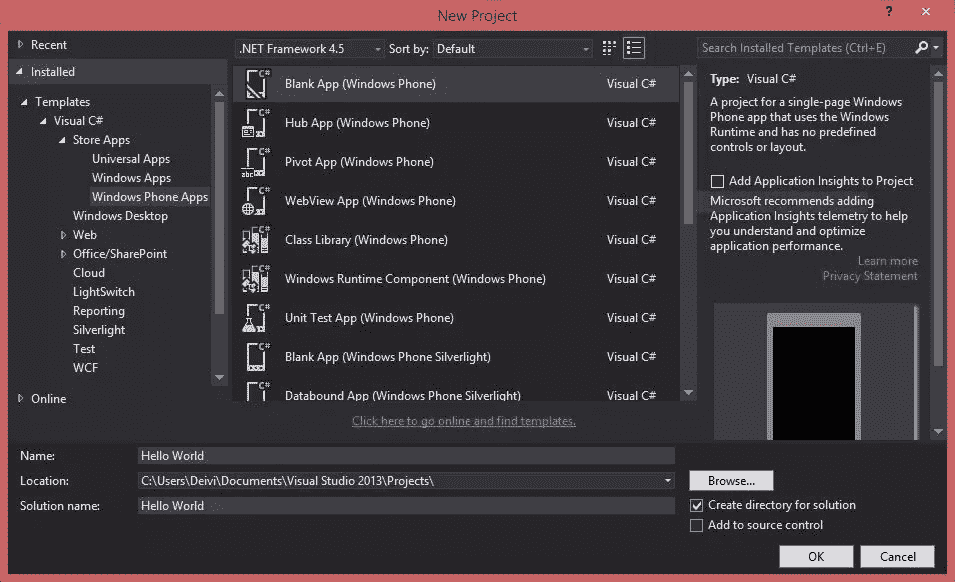 New Project
? ×
Recent
.NET Framework 4.5 Sort by: Default
Search Installed Templates (Ctrl+E)
Installed
Templates
Visual C#
Store Apps
Universal Apps
Windows Apps
Windows Phone Apps
Windows Desktop
Web
Office/SharePoint
Cloud
LightSwitch
Reporting
Silverlight
Test
WCF
Online
Blank App (Windows Phone) Visual C#
Hub App (Windows Phone) Visual C#
Pivot App (Windows Phone) Visual C#
WebView App (Windows Phone) Visual C#
Class Library (Windows Phone) Visual C#
Windows Runtime Component (Windows Phone) Visual C#
Unit Test App (Windows Phone) Visual C#
Blank App (Windows Phone Silverlight) Visual C#
Databound App (Windows Phone Silverlight) Visual C#
Click here to go online and find templates.
Type: Visual C#
A project for a single-page Windows
Phone app that uses the Windows
Runtime and has no predefined
controls or layout.
Add Application Insights to Project
Microsoft recommends adding
Application Insights telemetry to help
you understand and optimize
application performance.
Learn more
Privacy Statement
Name: Hello World
Location: C:\Users\Deivi\Documents\Visual Studio 2013\Projects\
Browse...
Solution name: Hello World
Create directory for solution
Add to source control
OK Cancel